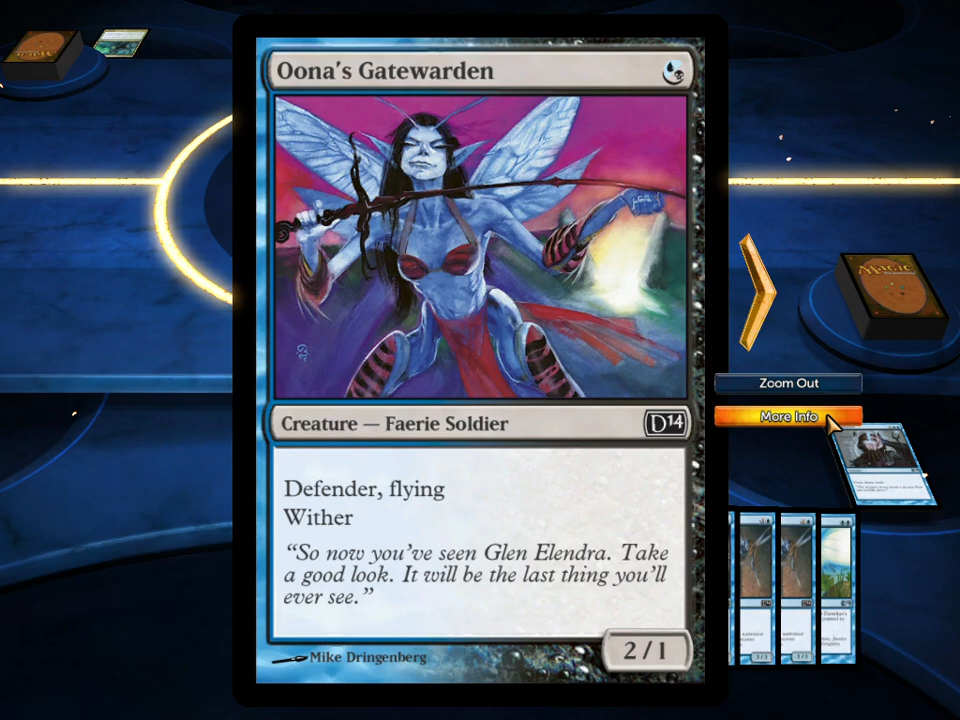 Oona's Gatewarden
Creature — Faerie Soldier
D14
Defender, flying
Wither
“So now you've seen Glen Elendra. Take
a good look. It will be the last thing you'll
ever see.”
2/1
Mike Dringenberg
Magic
Zoom Out
More Info